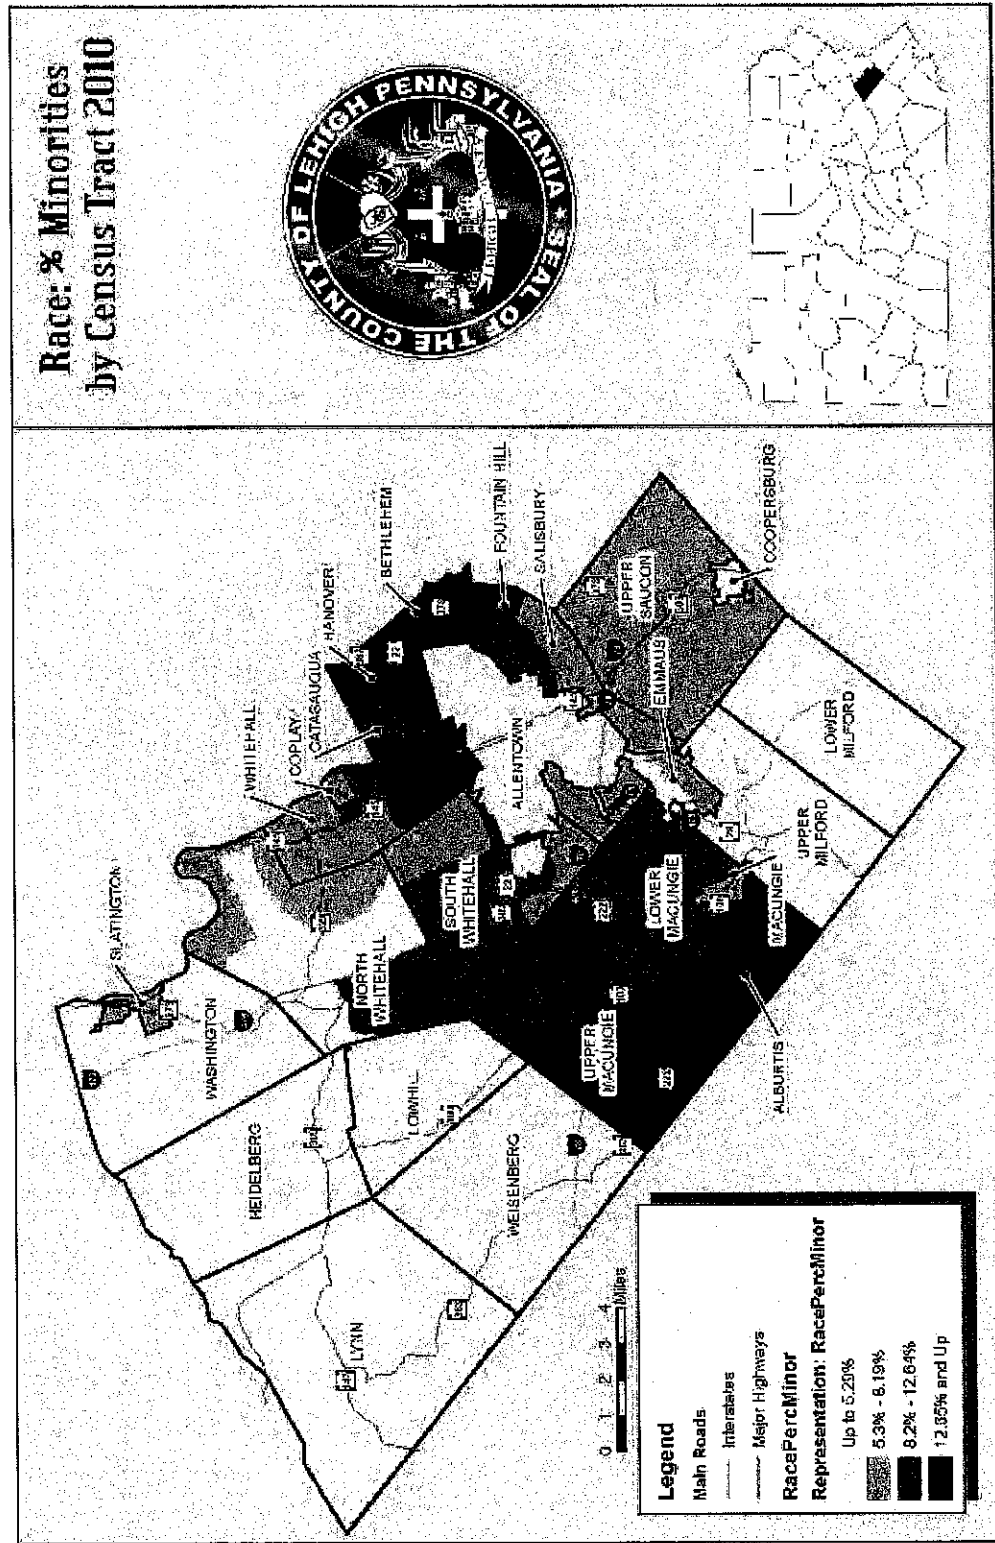 Race: % Minorities
by Census Tract 2010
SEAL OF THE COUNTY OF LEHIGH PENNSYLVANIA
SLATINGTON
WHITEHALL
COPLAY
CATASAUQUA
HANOVER
BETHLEHEM
FOUNTAIN HILL
SALISBURY
WASHINGTON
HEIDELBERG
LYNN
LOWHILL
WEISENBERG
NORTH
WHITEHALL
SOUTH
WHITEHALL
ALLENTOWN
UPPER
SAUCON
EMMAUS
COOPERSBURG
UPPER
MACUNGIE
LOWER
MACUNGIE
MACUNGIE
ALBURTIS
UPPER
MILFORD
LOWER
MILFORD
0 1 2 3 4
Miles
Legend
Main Roads
Interstates
Major Highways
RacePercMinor
Representation: RacePercMinor
Up to 5.29%
5.3% - 8.19%
8.2% - 12.64%
12.65% and Up